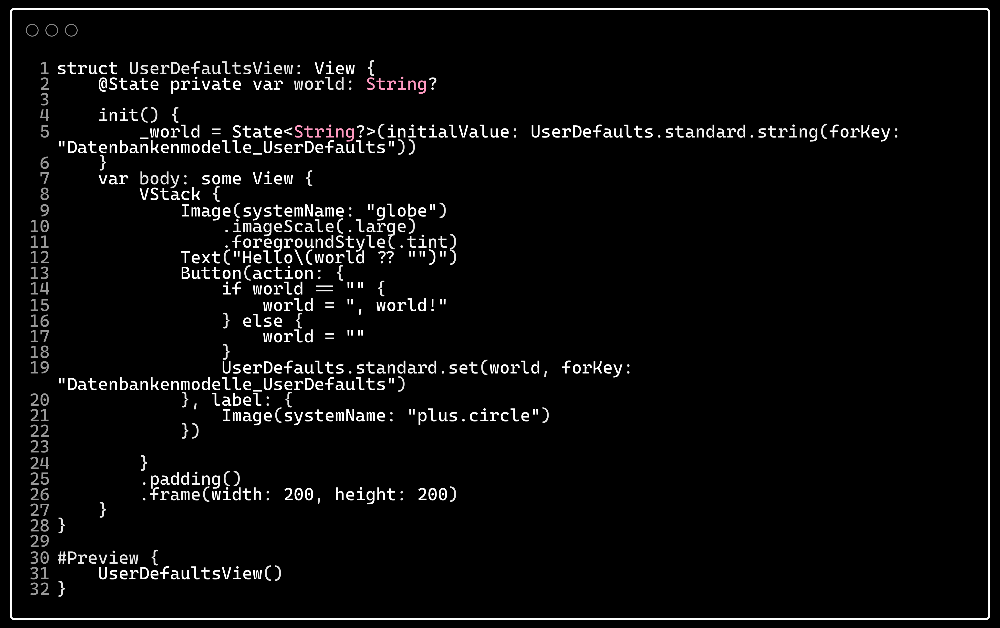 1 struct UserDefaultsView: View {
2     @State private var world: String?
3
4     init() {
5         _world = State<String?>(initialValue: UserDefaults.standard.string(forKey:
"Datenbankenmodelle_UserDefaults"))
6     }
7     var body: some View {
8         VStack {
9             Image(systemName: "globe")
10                 .imageScale(.large)
11                 .foregroundStyle(.tint)
12             Text("Hello\(world ?? "")")
13             Button(action: {
14                 if world == "" {
15                     world = ", world!"
16                 } else {
17                     world = ""
18                 }
19                 UserDefaults.standard.set(world, forKey:
"Datenbankenmodelle_UserDefaults")
20             }, label: {
21                 Image(systemName: "plus.circle")
22             })
23
24         }
25         .padding()
26         .frame(width: 200, height: 200)
27     }
28 }
29
30 #Preview {
31     UserDefaultsView()
32 }